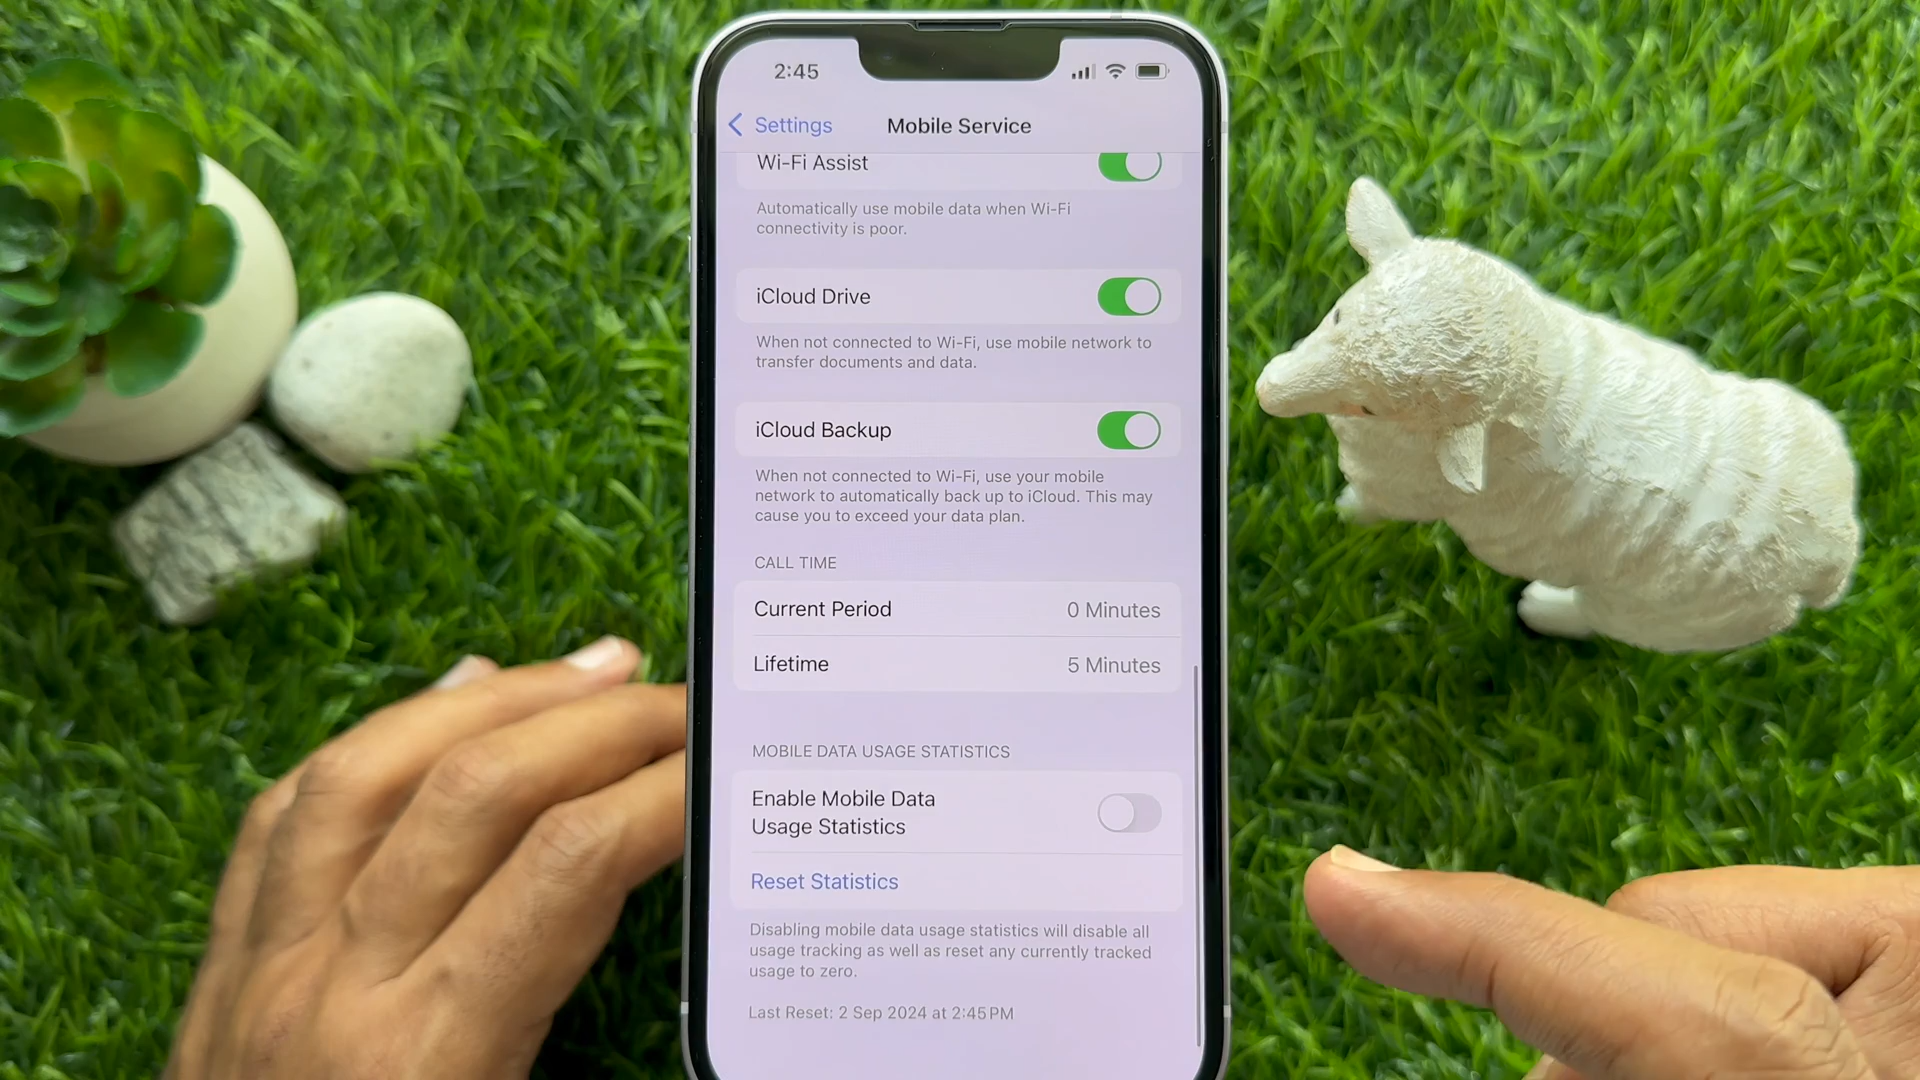 2:45
Settings
Mobile Service
Wi-Fi Assist
Automatically use mobile data when Wi-Fi
connectivity is poor.
iCloud Drive
When not connected to Wi-Fi, use mobile network to
transfer documents and data.
iCloud Backup
When not connected to Wi-Fi, use your mobile
network to automatically back up to iCloud. This may
cause you to exceed your data plan.
CALL TIME
Current Period 0 Minutes
Lifetime 5 Minutes
MOBILE DATA USAGE STATISTICS
Enable Mobile Data
Usage Statistics
Reset Statistics
Disabling mobile data usage statistics will disable all
usage tracking as well as reset any currently tracked
usage to zero.
Last Reset: 2 Sep 2024 at 2:45 PM